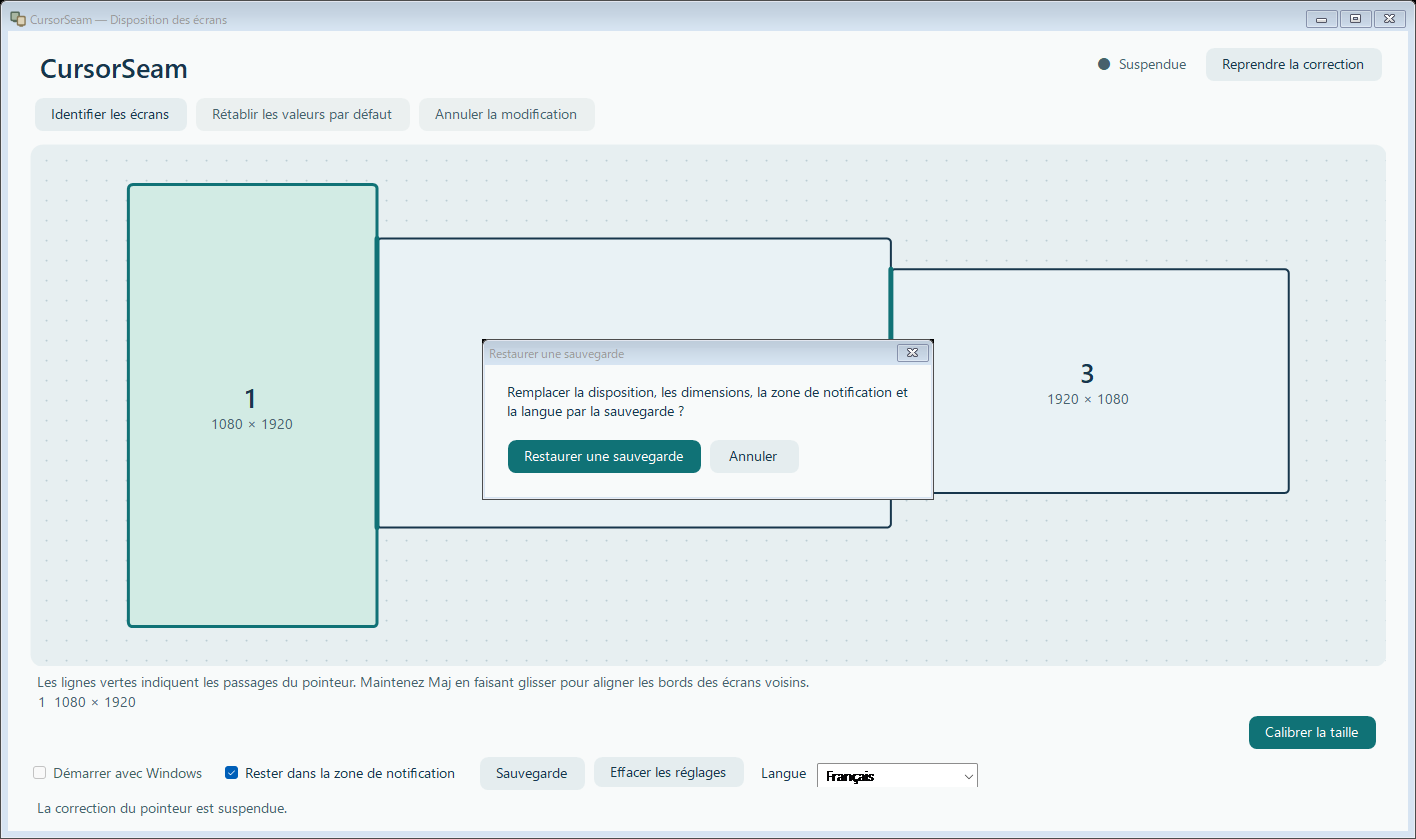 CursorSeam — Disposition des écrans
CursorSeam
Suspendue
Reprendre la correction
Identifier les écrans
Rétablir les valeurs par défaut
Annuler la modification
1
1080 × 1920
3
1920 × 1080
Restaurer une sauvegarde
Remplacer la disposition, les dimensions, la zone de notification et
la langue par la sauvegarde ?
Restaurer une sauvegarde
Annuler
Les lignes vertes indiquent les passages du pointeur. Maintenez Maj en faisant glisser pour aligner les bords des écrans voisins.
1 1080 × 1920
Calibrer la taille
Démarrer avec Windows
Rester dans la zone de notification
Sauvegarde
Effacer les réglages
Langue
Français
La correction du pointeur est suspendue.